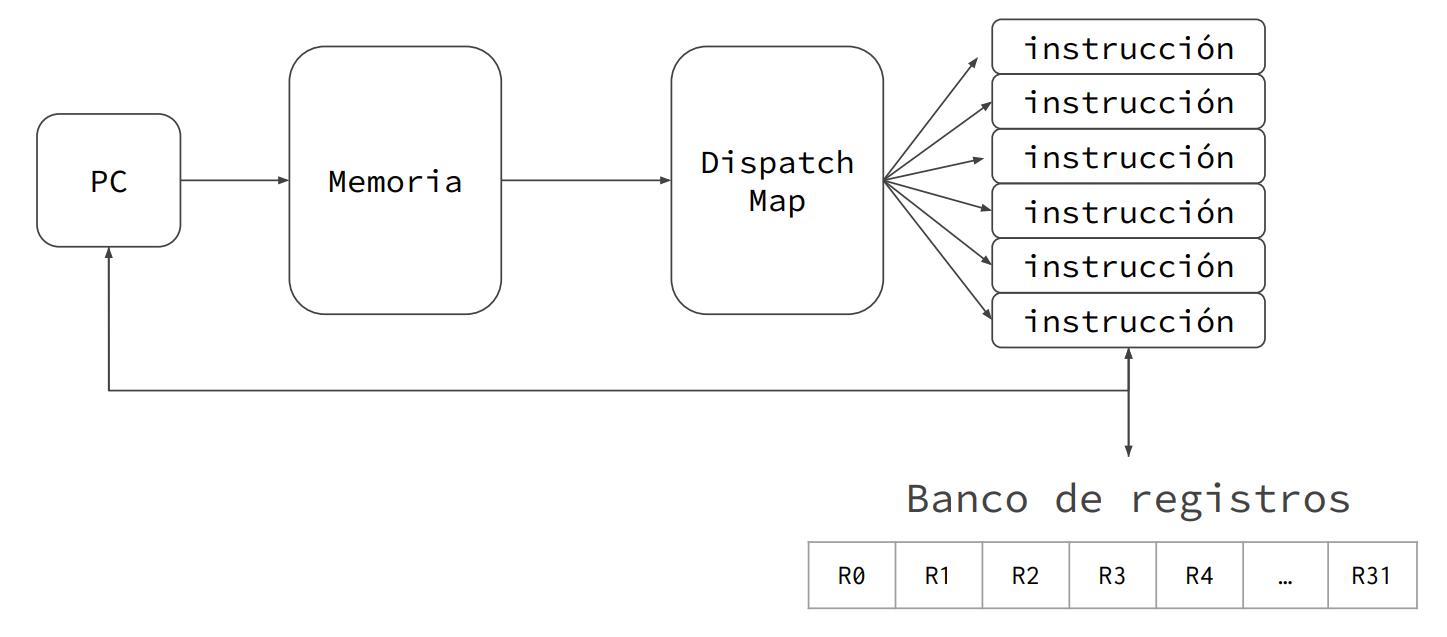 PC
Memoria
Dispatch
Map
instrucción
instrucción
instrucción
instrucción
instrucción
instrucción
Banco de registros
R0
R1
R2
R3
R4
…
R31